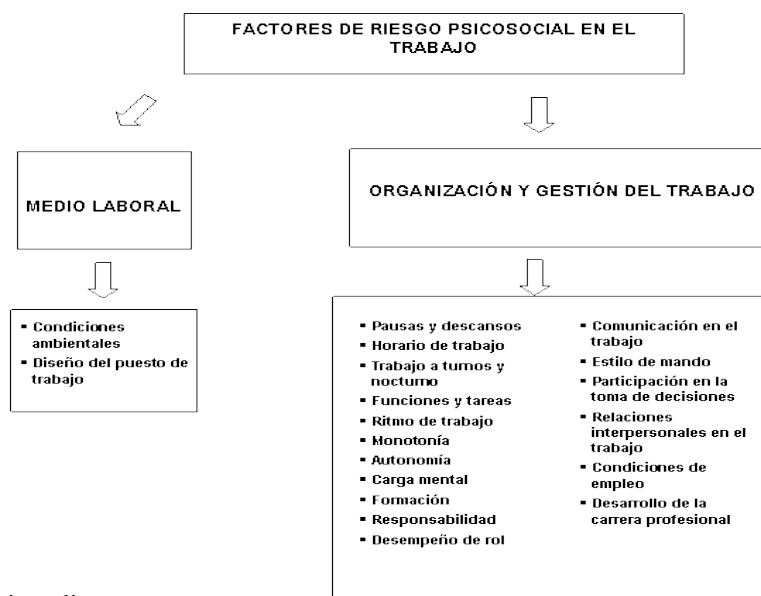 FACTORES DE RIESGO PSICOSOCIAL EN EL
TRABAJO
MEDIO LABORAL
ORGANIZACIÓN Y GESTIÓN DEL TRABAJO
▪ Condiciones
ambientales
▪ Diseño del puesto de
trabajo
▪ Pausas y descansos
▪ Horario de trabajo
▪ Trabajo a turnos y
nocturno
▪ Funciones y tareas
▪ Ritmo de trabajo
▪ Monotonía
▪ Autonomía
▪ Carga mental
▪ Formación
▪ Responsabilidad
▪ Desempeño de rol
▪ Comunicación en el
trabajo
▪ Estilo de mando
▪ Participación en la
toma de decisiones
▪ Relaciones
interpersonales en el
trabajo
▪ Condiciones de
empleo
▪ Desarrollo de la
carrera profesional